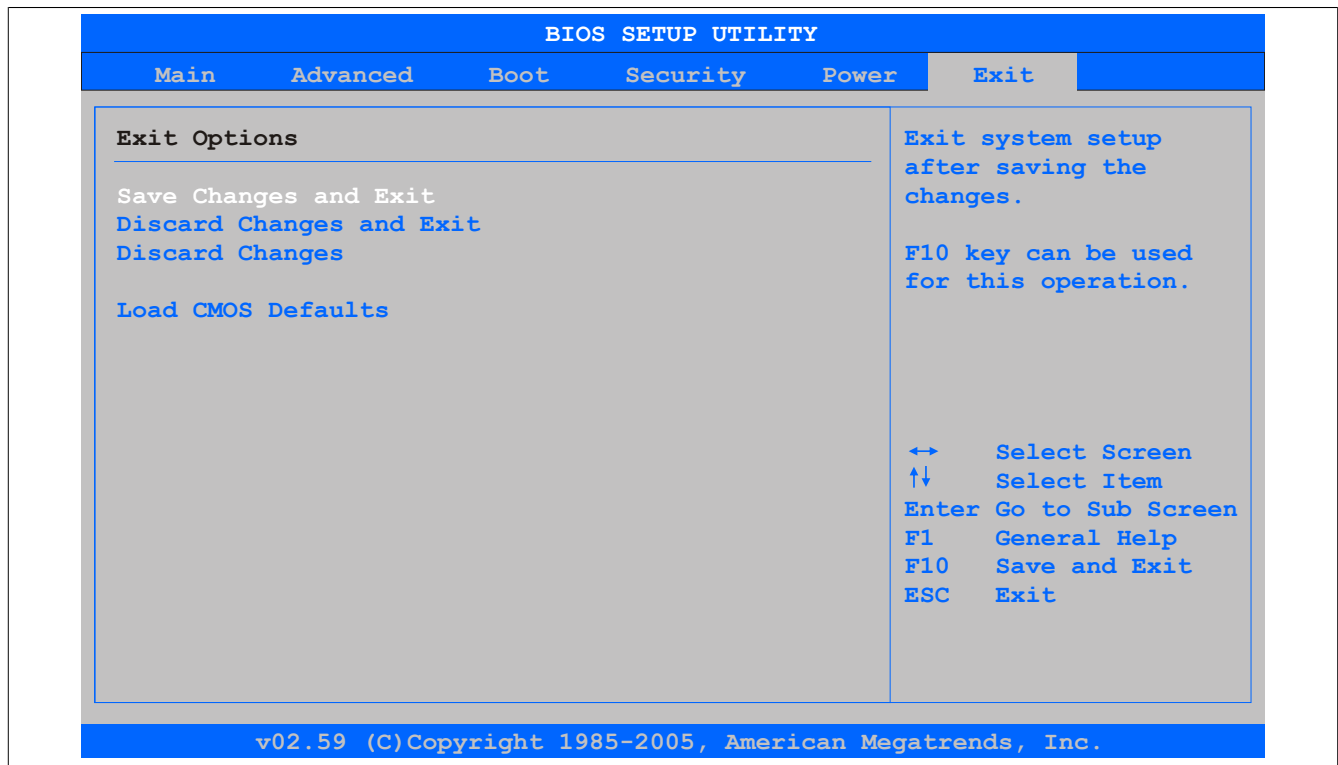 BIOS SETUP UTILITY
Main Advanced Boot Security Power Exit
Exit Options
Save Changes and Exit
Discard Changes and Exit
Discard Changes
Load CMOS Defaults
Exit system setup
after saving the
changes.
F10 key can be used
for this operation.
←→ Select Screen
↑↓ Select Item
Enter Go to Sub Screen
F1 General Help
F10 Save and Exit
ESC Exit
v02.59 (C)Copyright 1985-2005, American Megatrends, Inc.